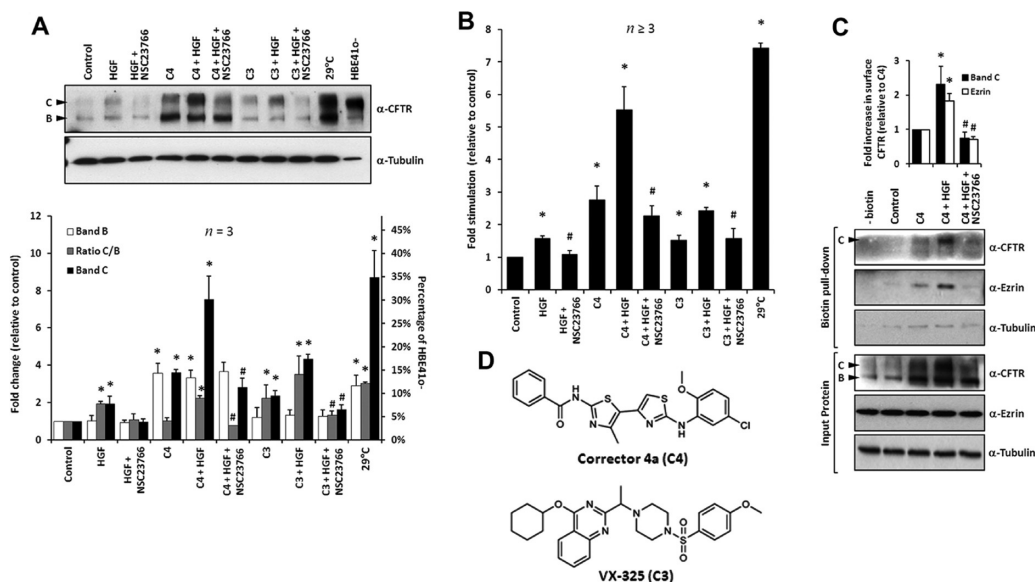 A
Control
HGF
HGF +
NSC23766
C4
C4 + HGF
C4 + HGF +
NSC23766
C3
C3 + HGF
C3 + HGF +
NSC23766
29°C
HBE41o-
C
B
α-CFTR
α-Tubulin
Fold change (relative to control)
12
10
8
6
4
2
0
Band B
Ratio C/B
Band C
n = 3
45%
40%
35%
30%
25%
20%
15%
10%
5%
0%
Percentage of HBE41o-
* * * * * * * * * * * * * *
# # # #
Control
HGF
HGF +
NSC23766
C4
C4 + HGF
C4 + HGF +
NSC23766
C3
C3 + HGF
C3 + HGF +
NSC23766
29°C
B
Fold stimulation (relative to control)
8
7
6
5
4
3
2
1
0
n ≥ 3
*
#
*
*
#
*
*
#
*
Control
HGF
HGF +
NSC23766
C4
C4 + HGF
C4 + HGF +
NSC23766
C3
C3 + HGF
C3 + HGF +
NSC23766
29°C
C
Fold increase in surface
CFTR (relative to C4)
3
2
1
0
Band C
Ezrin
* *
# #
- biotin
Control
C4
C4 + HGF
C4 + HGF +
NSC23766
Biotin pull-down
C
α-CFTR
α-Ezrin
α-Tubulin
Input Protein
C
B
α-CFTR
α-Ezrin
α-Tubulin
D
O
NH
N
S
O
S
N
NH
Cl
Corrector 4a (C4)
O
N
N
N
N
S
O
O
O
VX-325 (C3)